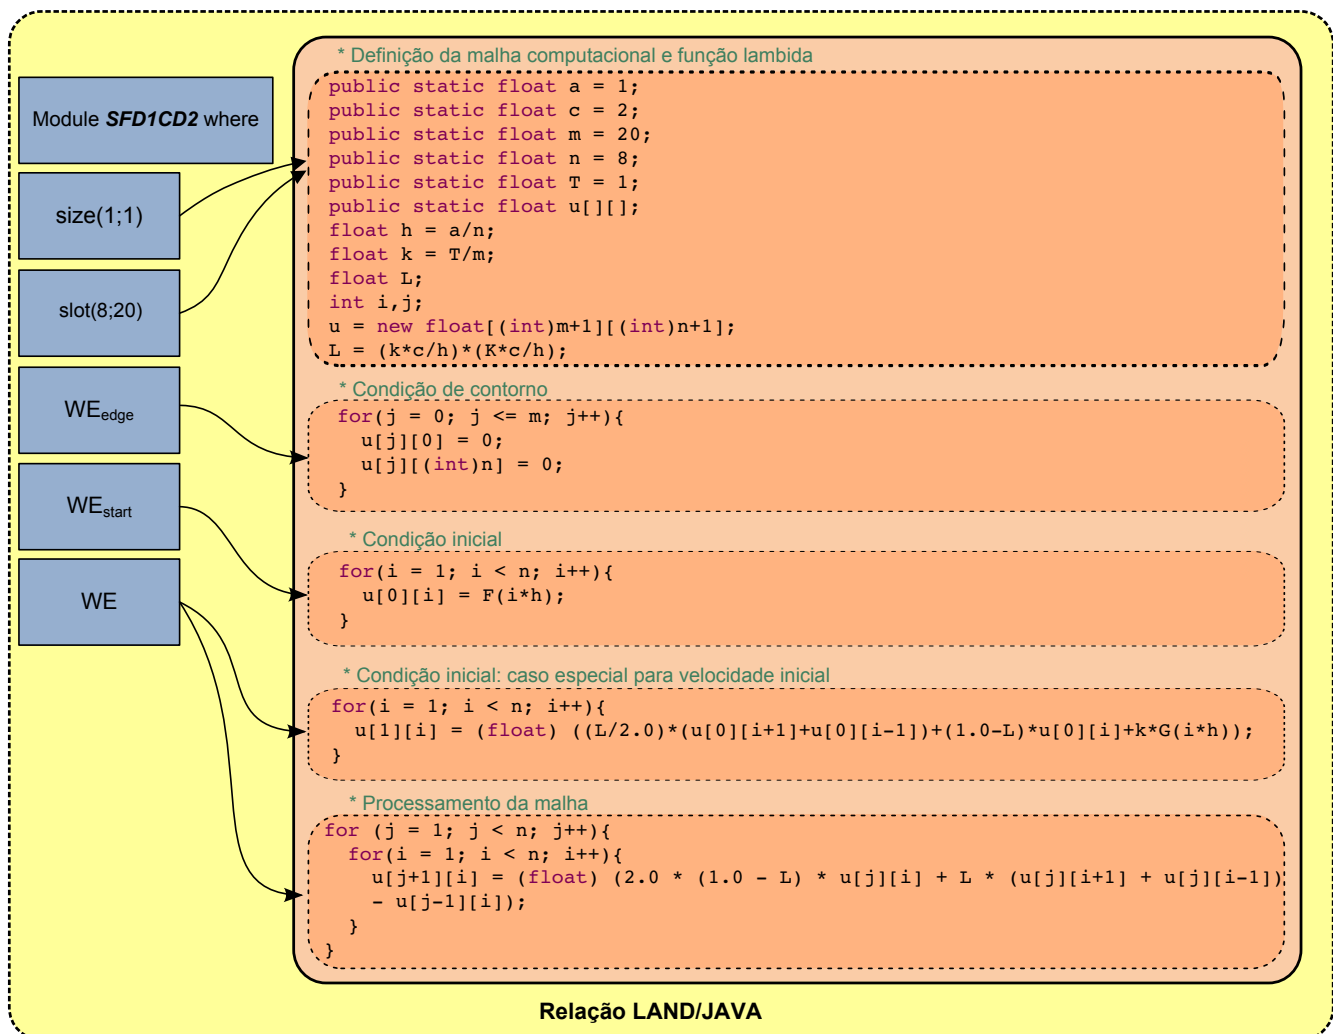 Module SFD1CD2 where
size(1;1)
slot(8;20)
WEedge
WEstart
WE
* Definição da malha computacional e função lambida
public static float a = 1;
public static float c = 2;
public static float m = 20;
public static float n = 8;
public static float T = 1;
public static float u[][];
float h = a/n;
float k = T/m;
float L;
int i,j;
u = new float[(int)m+1][(int)n+1];
L = (k*c/h)*(K*c/h);
* Condição de contorno
for(j = 0; j <= m; j++){
u[j][0] = 0;
u[j][(int)n] = 0;
}
* Condição inicial
for(i = 1; i < n; i++){
u[0][i] = F(i*h);
}
* Condição inicial: caso especial para velocidade inicial
for(i = 1; i < n; i++){
u[1][i] = (float) ((L/2.0)*(u[0][i+1]+u[0][i-1])+(1.0-L)*u[0][i]+k*G(i*h));
}
* Processamento da malha
for (j = 1; j < n; j++){
for(i = 1; i < n; i++){
u[j+1][i] = (float) (2.0 * (1.0 - L) * u[j][i] + L * (u[j][i+1] + u[j][i-1])
- u[j-1][i]);
}
}
Relação LAND/JAVA